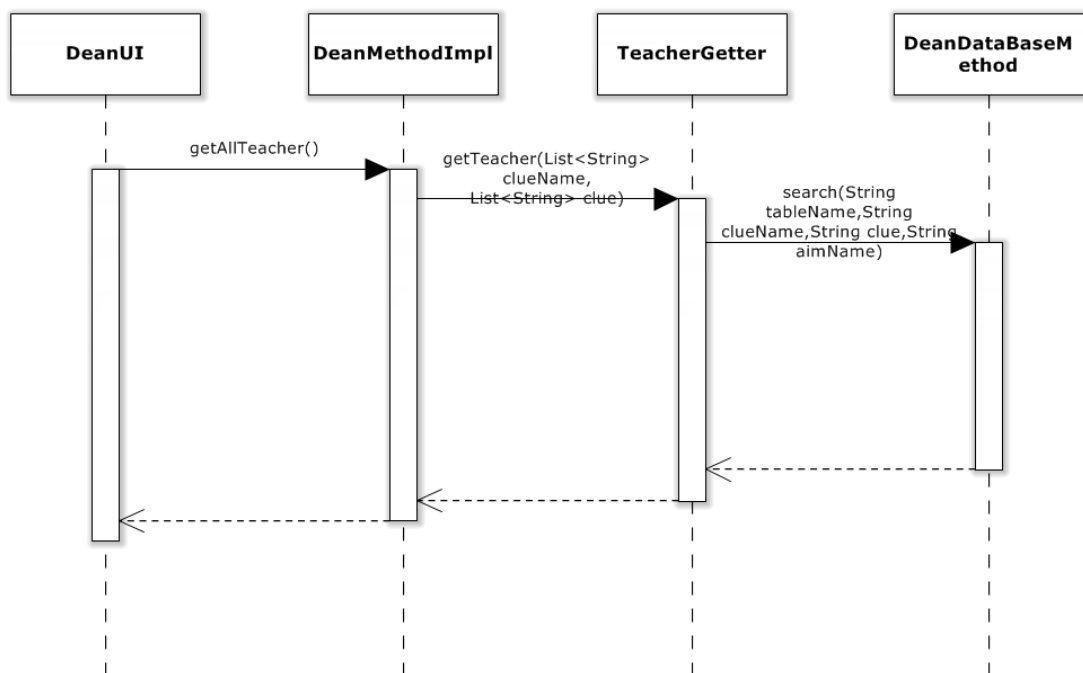 DeanUI
DeanMethodImpl
TeacherGetter
DeanDataBaseM
ethod
getAllTeacher()
getTeacher(List<String>
clueName,
List<String> clue)
search(String
tableName,String
clueName,String clue,String
aimName)